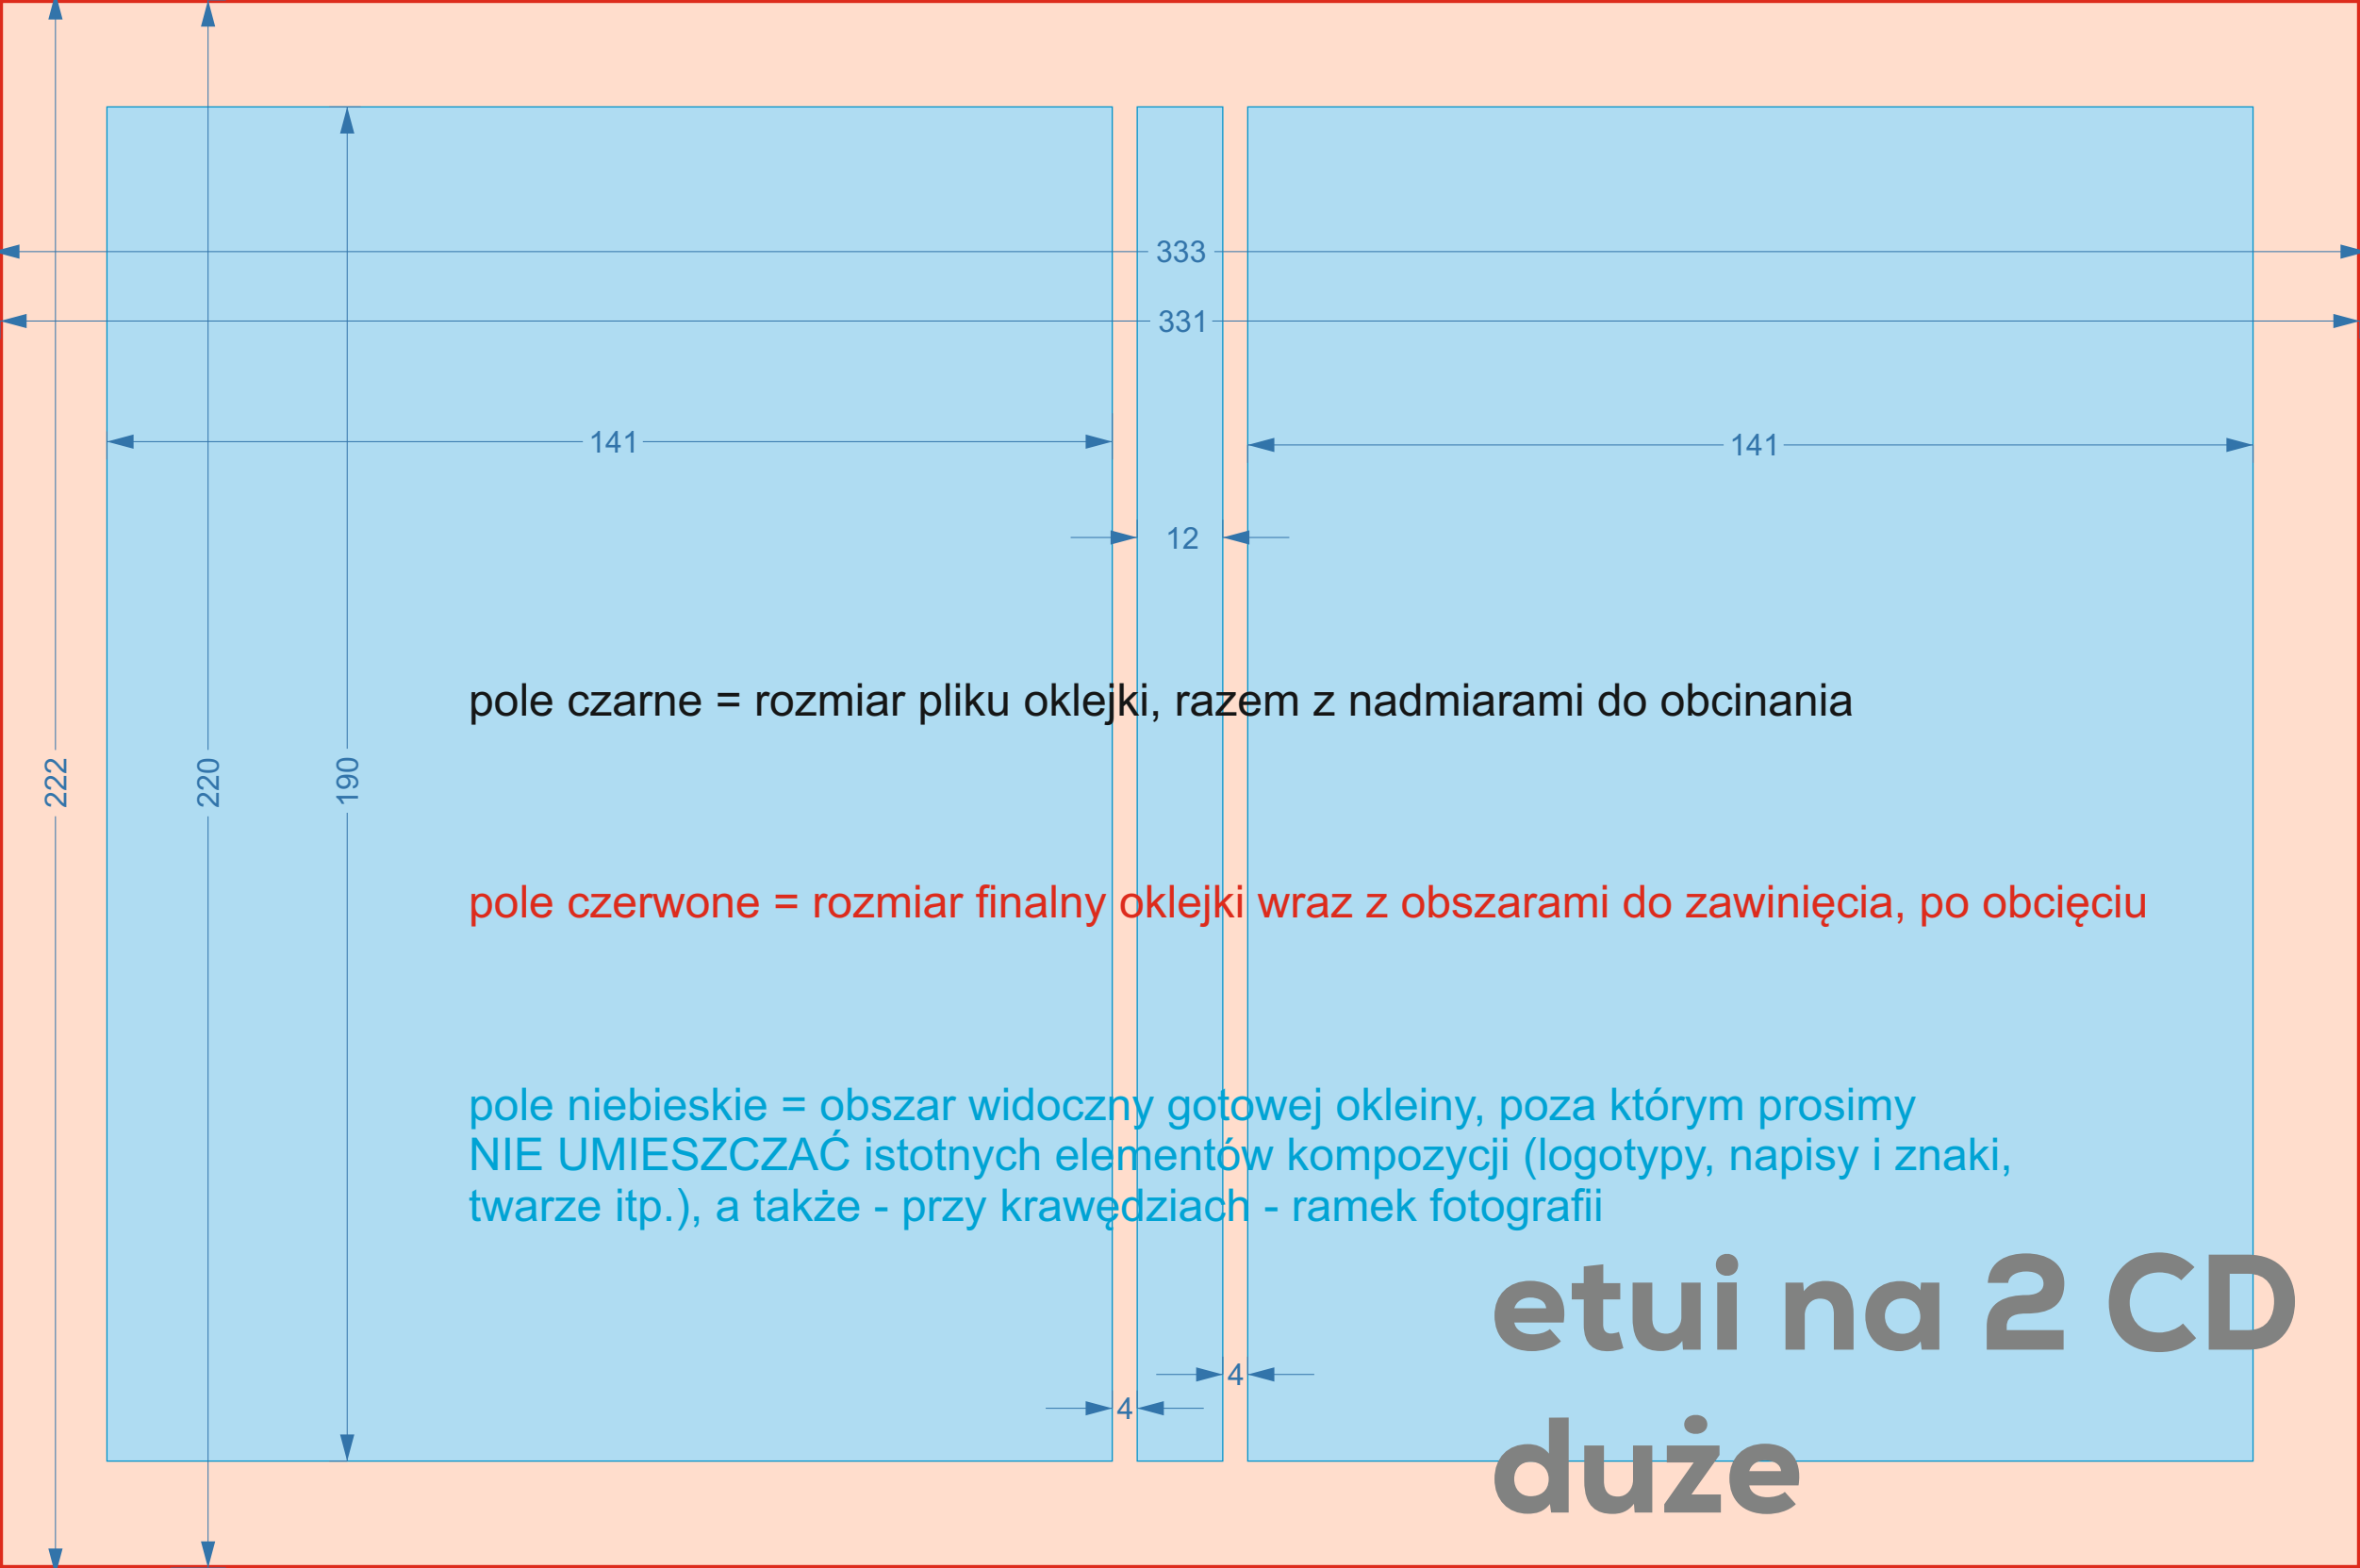 333
331
141
141
12
222
220
190
pole czarne = rozmiar pliku oklejki, razem z nadmiarami do obcinania
pole czerwone = rozmiar finalny oklejki wraz z obszarami do zawinięcia, po obcięciu
pole niebieskie = obszar widoczny gotowej okleiny, poza którym prosimy
NIE UMIESZCZAĆ istotnych elementów kompozycji (logotypy, napisy i znaki,
twarze itp.), a także - przy krawędziach - ramek fotografii
etui na 2 CD
duże
4
4